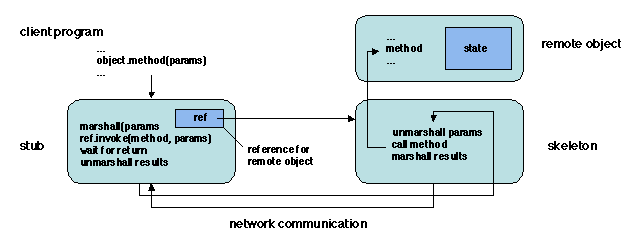 client program
...
object.method(params)
...
stub
marshall(params
ref.invoke(method, params)
wait for return
unmarshall results
ref
reference for
remote object
...
method
...
state
remote object
unmarshall params
call method
marshall results
skeleton
network communication